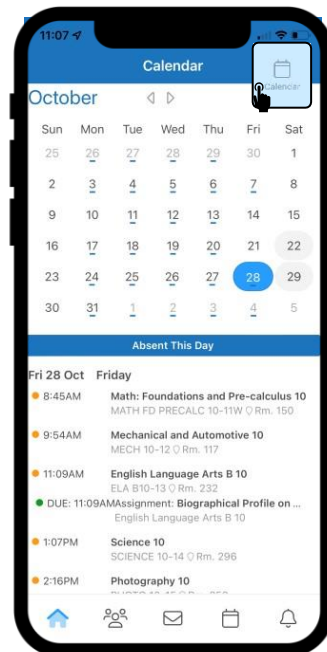 11:07
Calendar
Calendar
October
Sun Mon Tue Wed Thu Fri Sat
25 26 27 28 29 30 1
2 3 4 5 6 7 8
9 10 11 12 13 14 15
16 17 18 19 20 21 22
23 24 25 26 27 28 29
30 31 1 2 3 4 5
Absent This Day
Fri 28 Oct Friday
8:45AM Math: Foundations and Pre-calculus 10
MATH FD PRECALC 10-11W Rm. 150
9:54AM Mechanical and Automotive 10
MECH 10-12 Rm. 117
11:09AM English Language Arts B 10
ELA B10-13 Rm. 232
DUE: 11:09AM Assignment: Biographical Profile on ...
English Language Arts B 10
1:07PM Science 10
SCIENCE 10-14 Rm. 296
2:16PM Photography 10